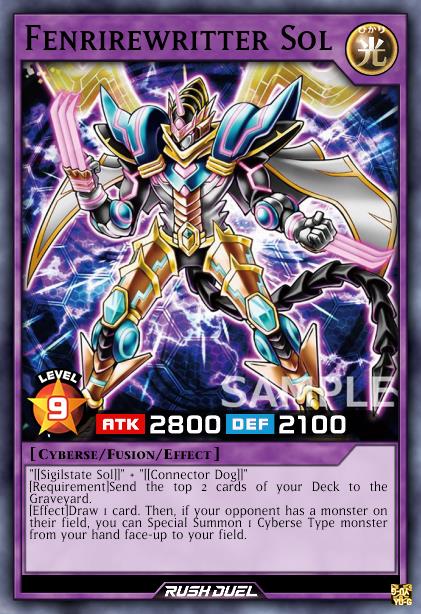 FENRIREWRITTER SOL
ひかり
光
SAMPLE
LEVEL
9
ATK 2800 DEF 2100
[CYBERSE/FUSION/EFFECT]
"[[Sigilstate Sol]]" + "[[Connector Dog]]"
[Requirement]Send the top 2 cards of your Deck to the
Graveyard.
[Effect]Draw 1 card. Then, if your opponent has a monster on
their field, you can Special Summon 1 Cyberse Type monster
from your hand face-up to your field.
RUSH DUEL